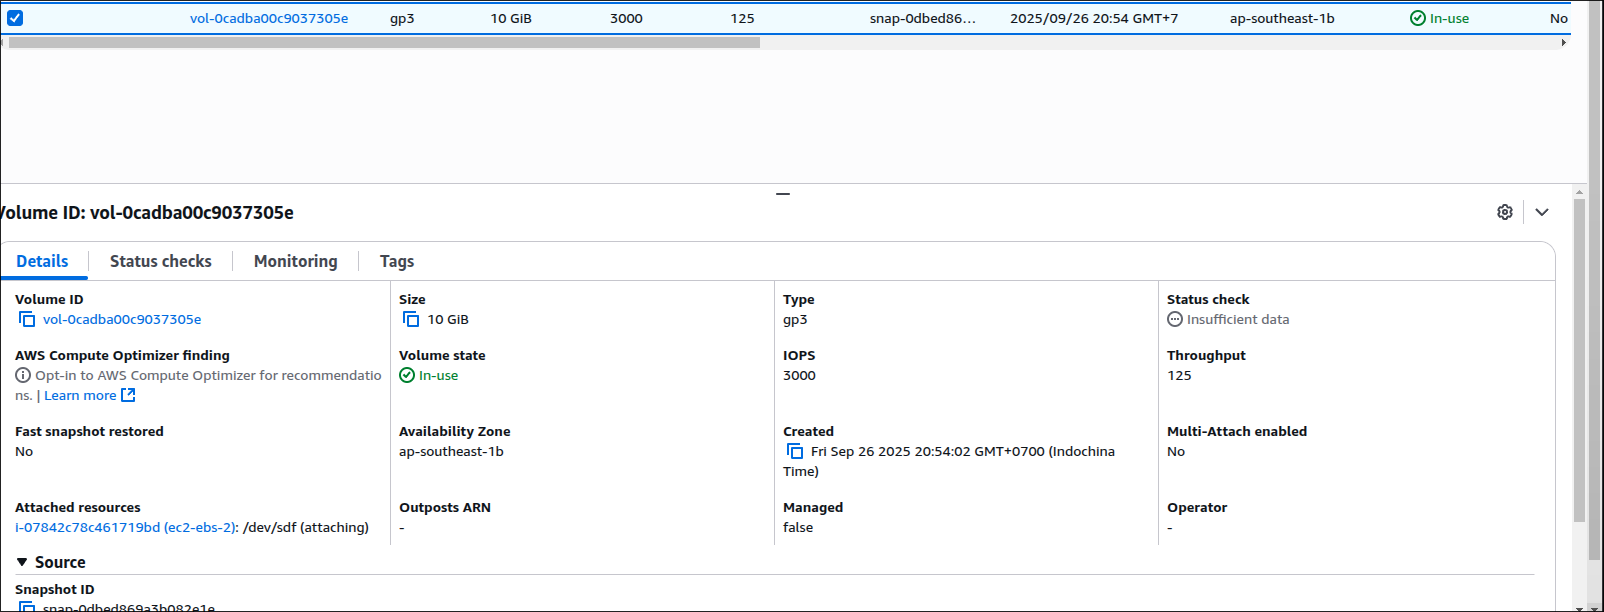 vol-0cadba00c9037305e gp3 10 GiB 3000 125 snap-0dbed86... 2025/09/26 20:54 GMT+7 ap-southeast-1b In-use No
Volume ID: vol-0cadba00c9037305e
Details Status checks Monitoring Tags
Volume ID Size Type Status check
vol-0cadba00c9037305e 10 GiB gp3 Insufficient data
AWS Compute Optimizer finding Volume state IOPS Throughput
Opt-in to AWS Compute Optimizer for recommendatio In-use 3000 125
ns. | Learn more
Fast snapshot restored Availability Zone Created Multi-Attach enabled
No ap-southeast-1b Fri Sep 26 2025 20:54:02 GMT+0700 (Indochina No
Time)
Attached resources Outposts ARN Managed Operator
i-07842c78c461719bd (ec2-ebs-2): /dev/sdf (attaching) - false -
Source
Snapshot ID
snap-0dbed869a3b082e1e